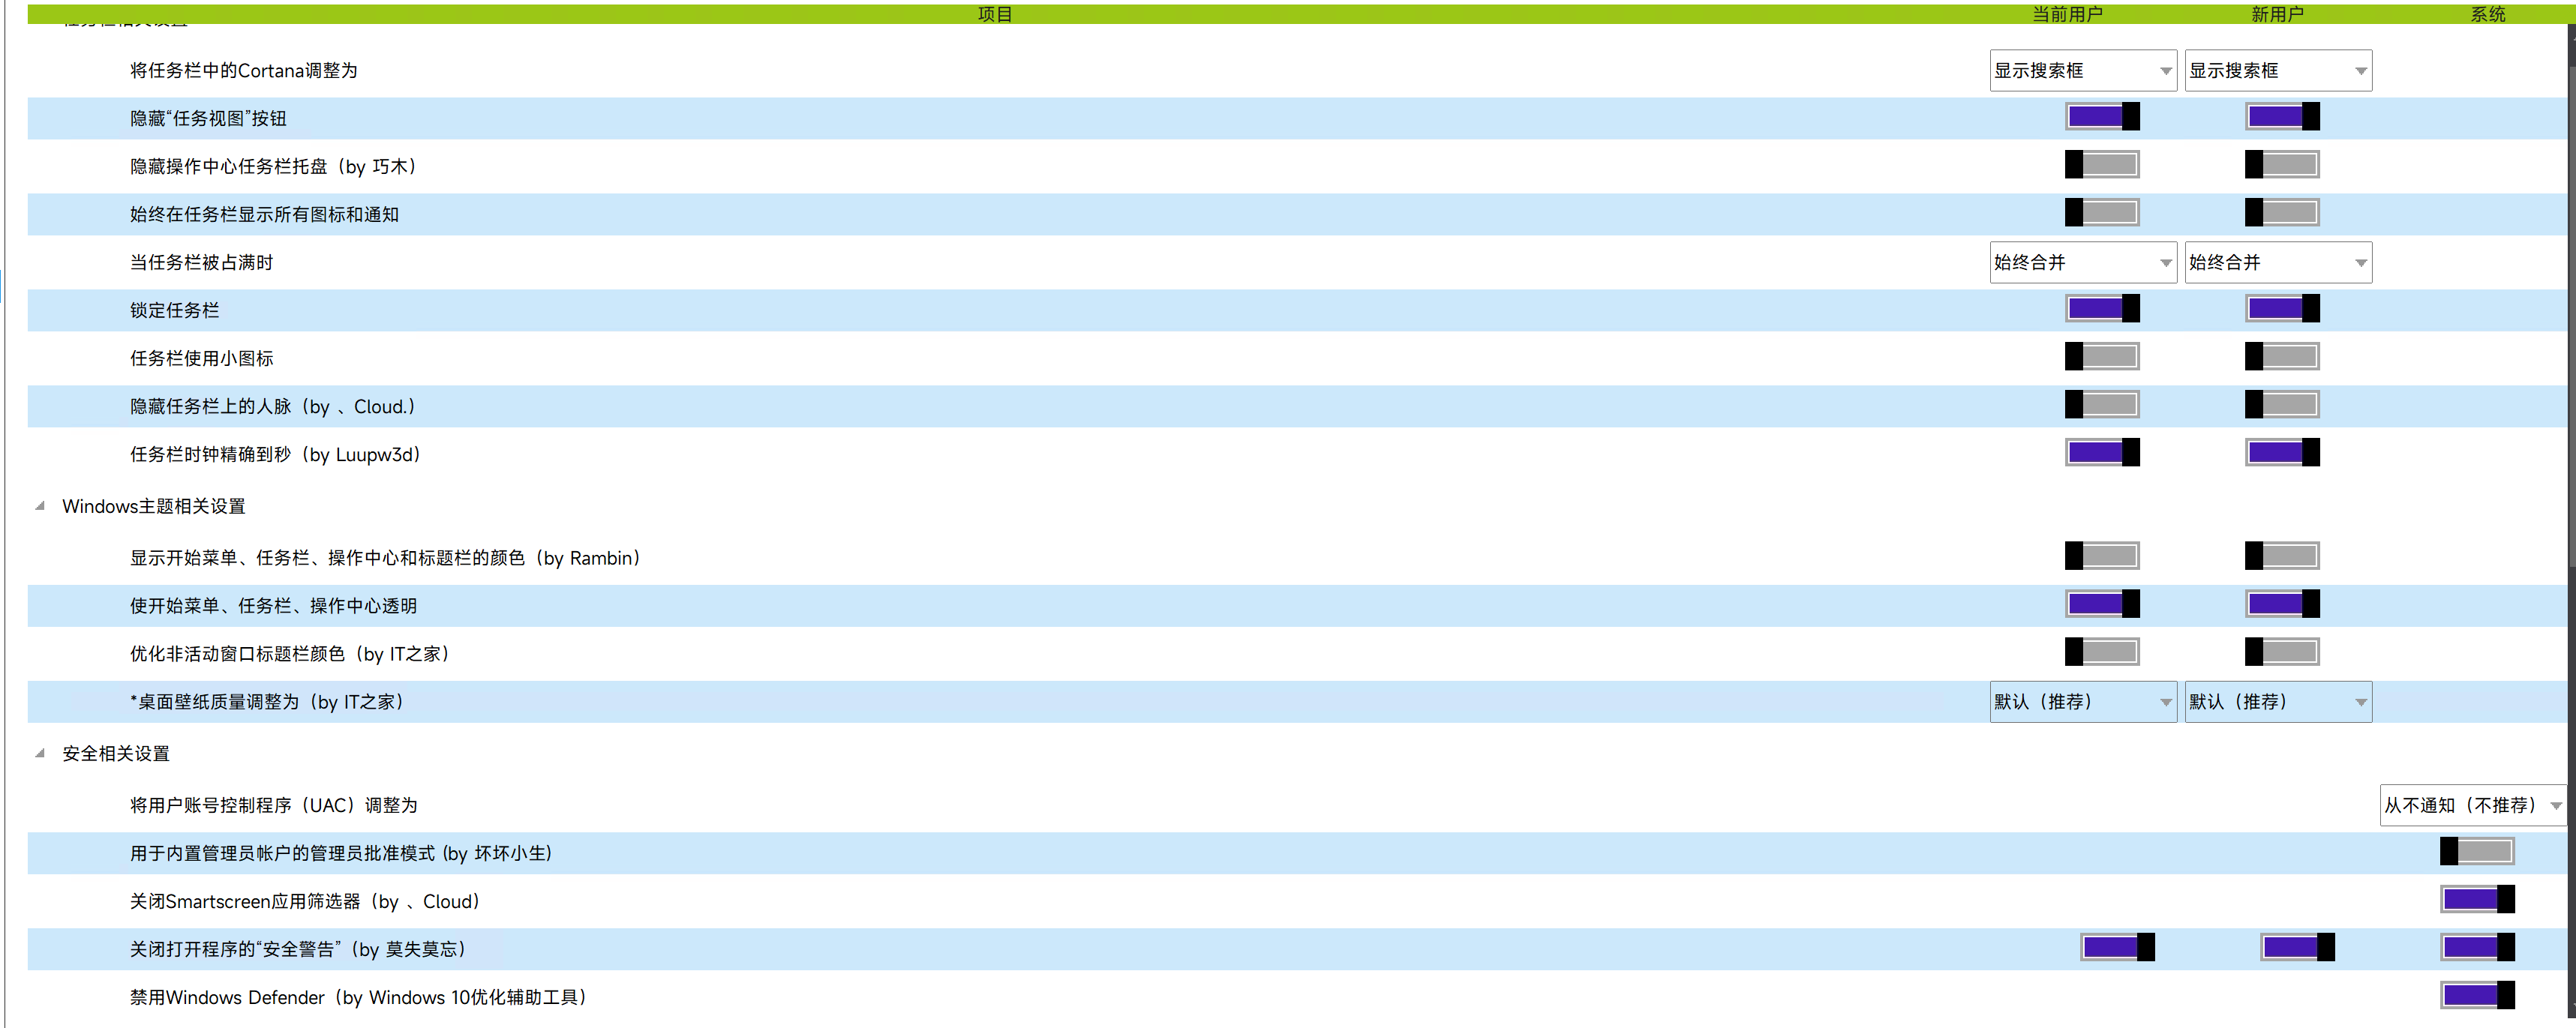 项目 当前用户 新用户 系统
任务栏相关设置
将任务栏中的Cortana调整为 显示搜索框 显示搜索框
隐藏“任务视图”按钮
隐藏操作中心任务栏托盘（by 巧木）
始终在任务栏显示所有图标和通知
当任务栏被占满时 始终合并 始终合并
锁定任务栏
任务栏使用小图标
隐藏任务栏上的人脉（by 、Cloud.）
任务栏时钟精确到秒（by Luupw3d）
Windows主题相关设置
显示开始菜单、任务栏、操作中心和标题栏的颜色（by Rambin）
使开始菜单、任务栏、操作中心透明
优化非活动窗口标题栏颜色（by IT之家）
*桌面壁纸质量调整为（by IT之家） 默认（推荐） 默认（推荐）
安全相关设置
将用户账号控制程序（UAC）调整为 从不通知（不推荐）
用于内置管理员帐户的管理员批准模式 (by 坏坏小生)
关闭Smartscreen应用筛选器（by 、Cloud）
关闭打开程序的“安全警告”（by 莫失莫忘）
禁用Windows Defender（by Windows 10优化辅助工具）